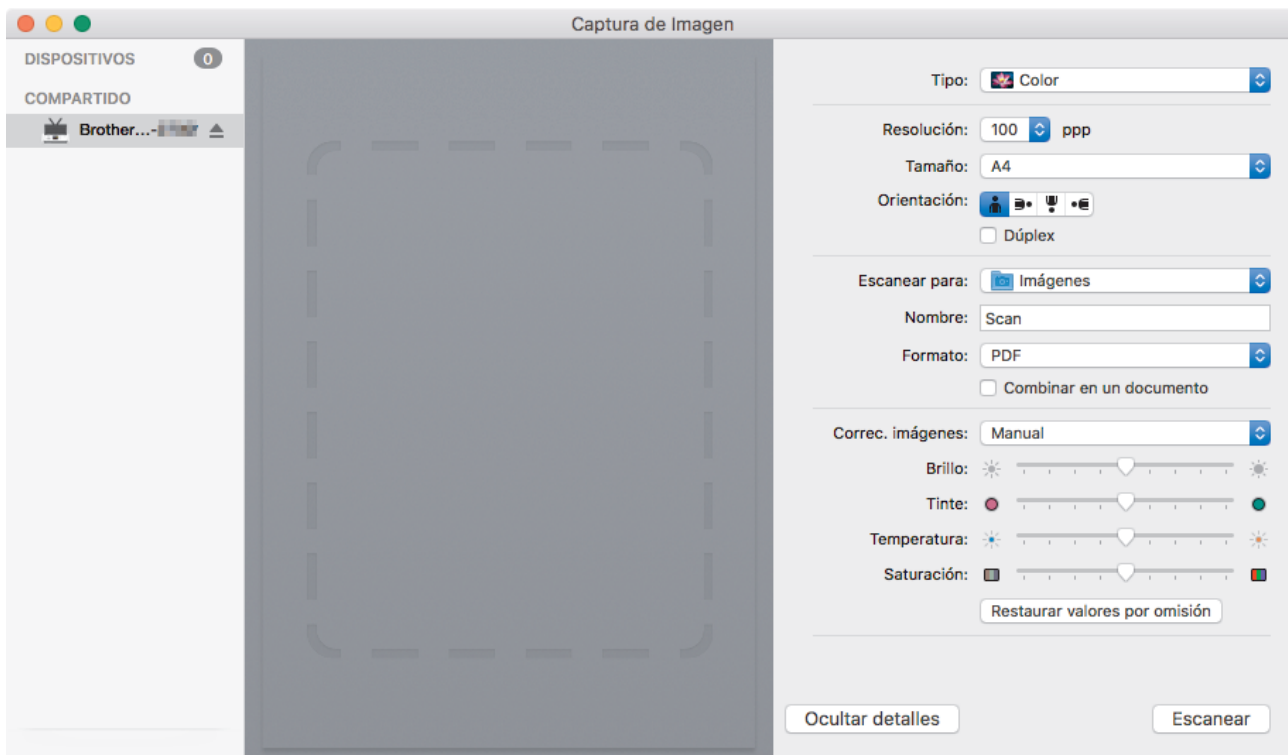 Captura de Imagen
DISPOSITIVOS 0
COMPARTIDO
Brother...-
Tipo: Color
Resolución: 100 ppp
Tamaño: A4
Orientación:
Dúplex
Escanear para: Imágenes
Nombre: Scan
Formato: PDF
Combinar en un documento
Correc. imágenes: Manual
Brillo:
Tinte:
Temperatura:
Saturación:
Restaurar valores por omisión
Ocultar detalles Escanear